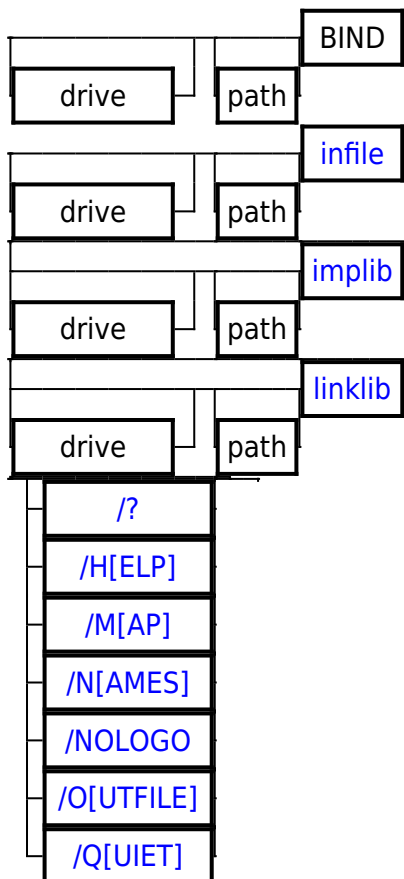 BIND
drive path
infile
drive path
implib
drive path
linklib
drive path
/?
/H[ELP]
/M[AP]
/N[AMES]
/NOLOGO
/O[UTFILE]
/Q[UIET]